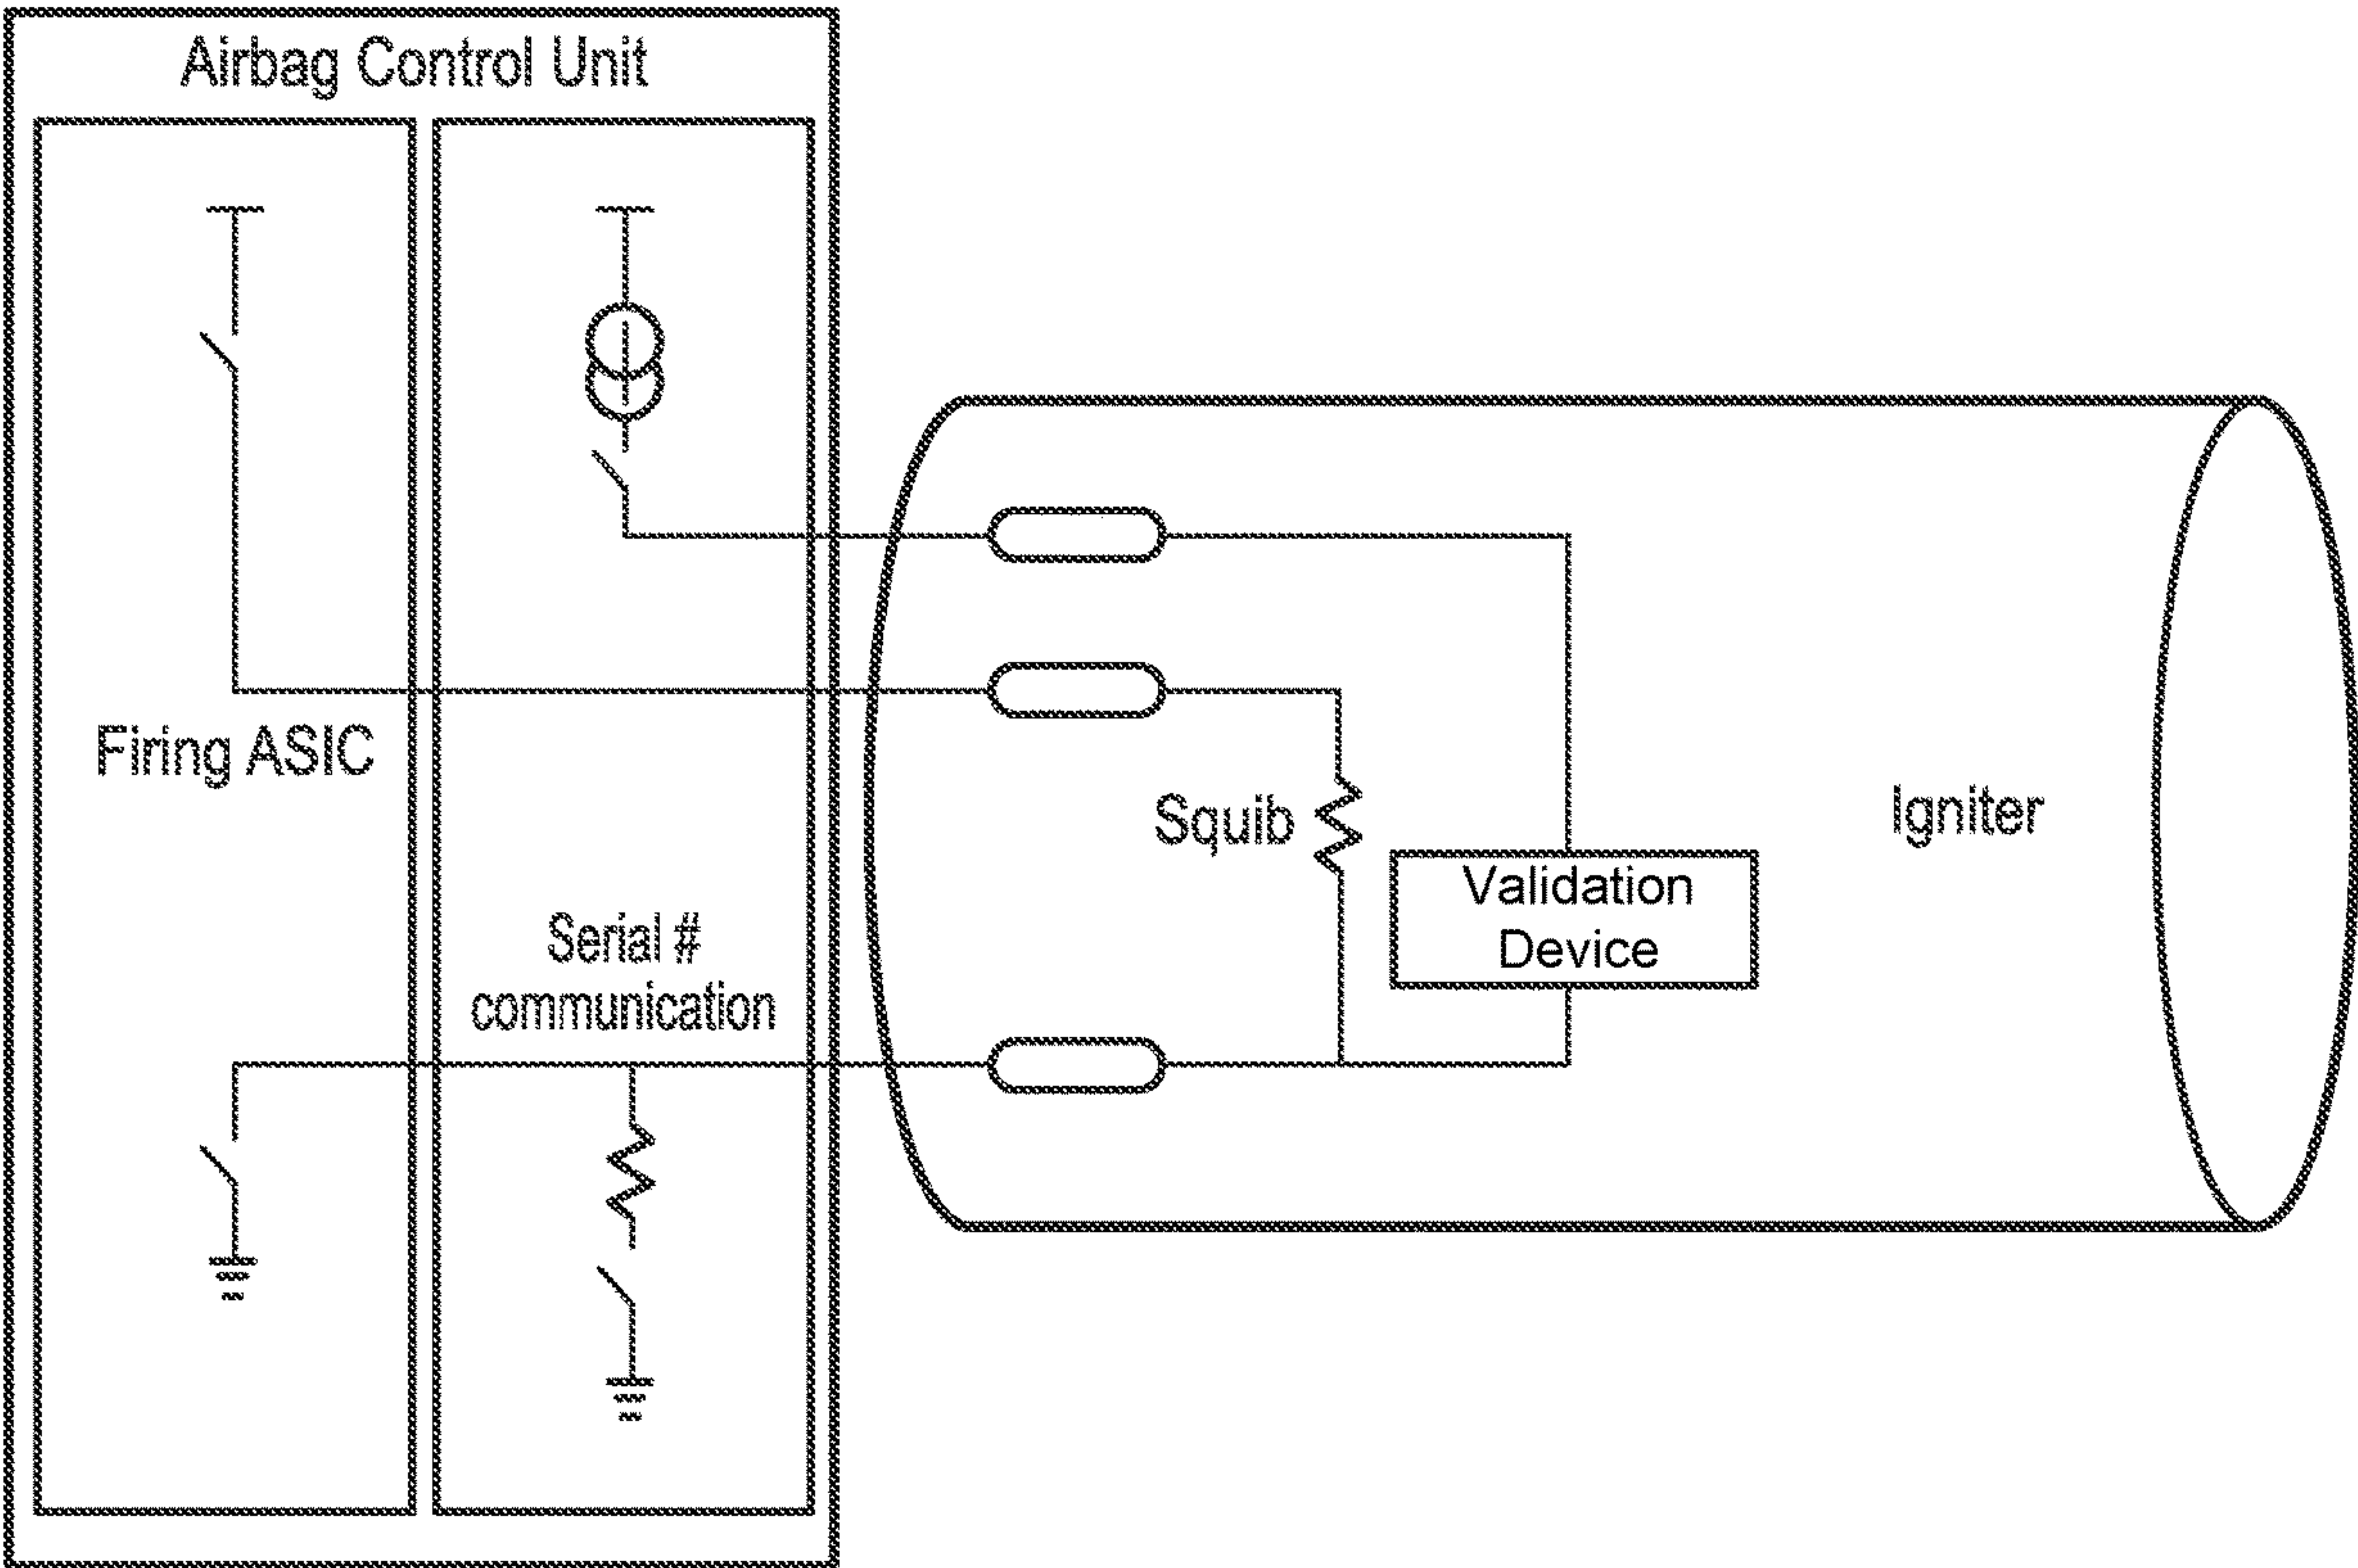 Airbag Control Unit
Firing ASIC
Serial #
communication
Squib
Validation
Device
Igniter